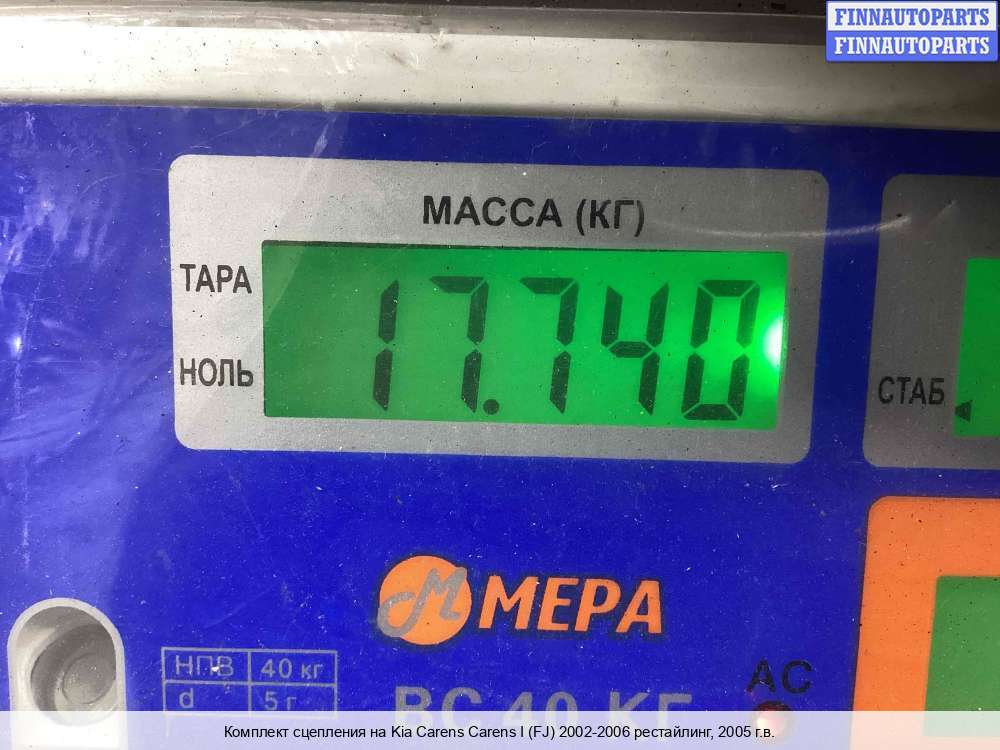 FINNAUTOPARTS
FINNAUTOPARTS
МАССА (КГ)
ТАРА
17.740
НОЛЬ
СТАБ
МЕРА
НПВ 40 кг
d 5 г
АС
ВС 40 КГ
Комплект сцепления на Kia Carens Carens I (FJ) 2002-2006 рестайлинг, 2005 г.в.